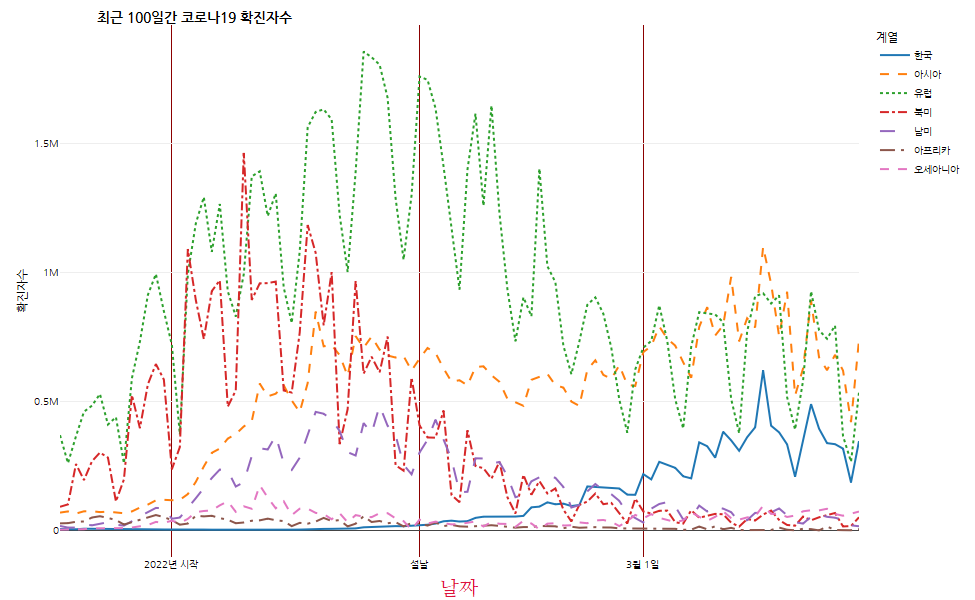 최근 100일간 코로나19 확진자수
계열
한국
아시아
유럽
북미
남미
아프리카
오세아니아
1.5M
1M
0.5M
0
확진자수
2022년 시작
설날
3월 1일
날짜